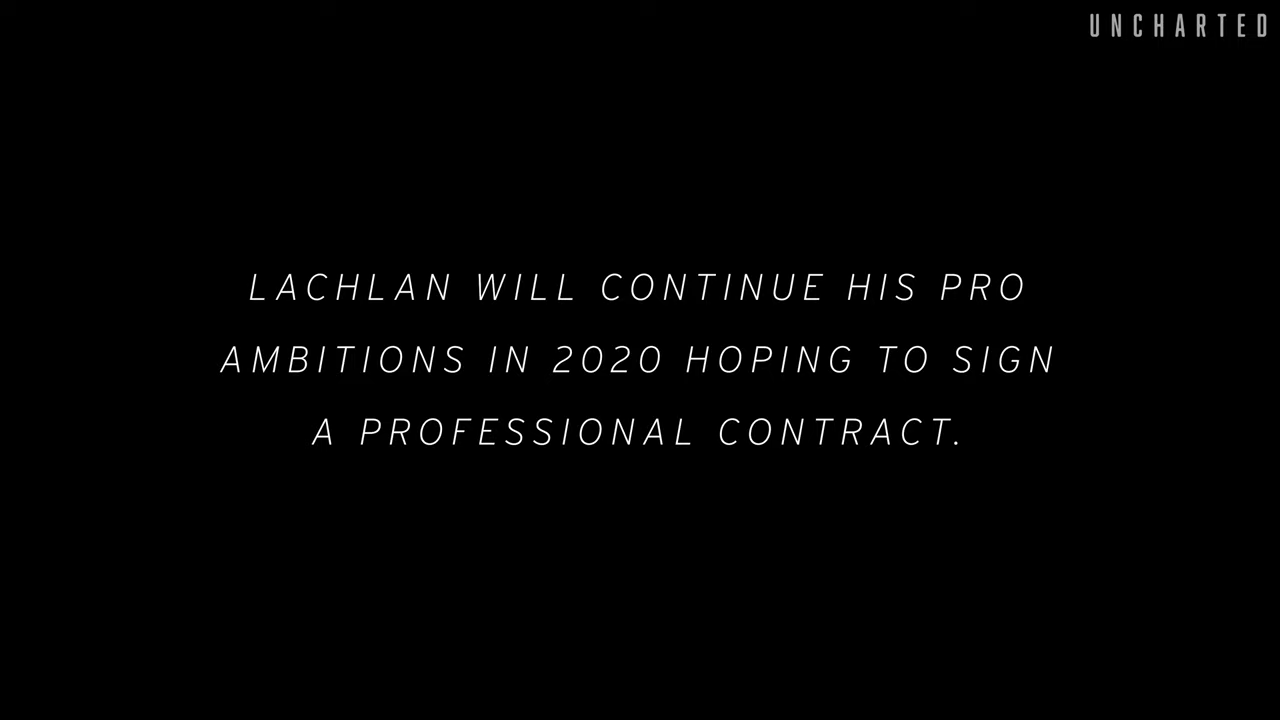 UNCHARTED
LACHLAN WILL CONTINUE HIS PRO
AMBITIONS IN 2020 HOPING TO SIGN
A PROFESSIONAL CONTRACT.